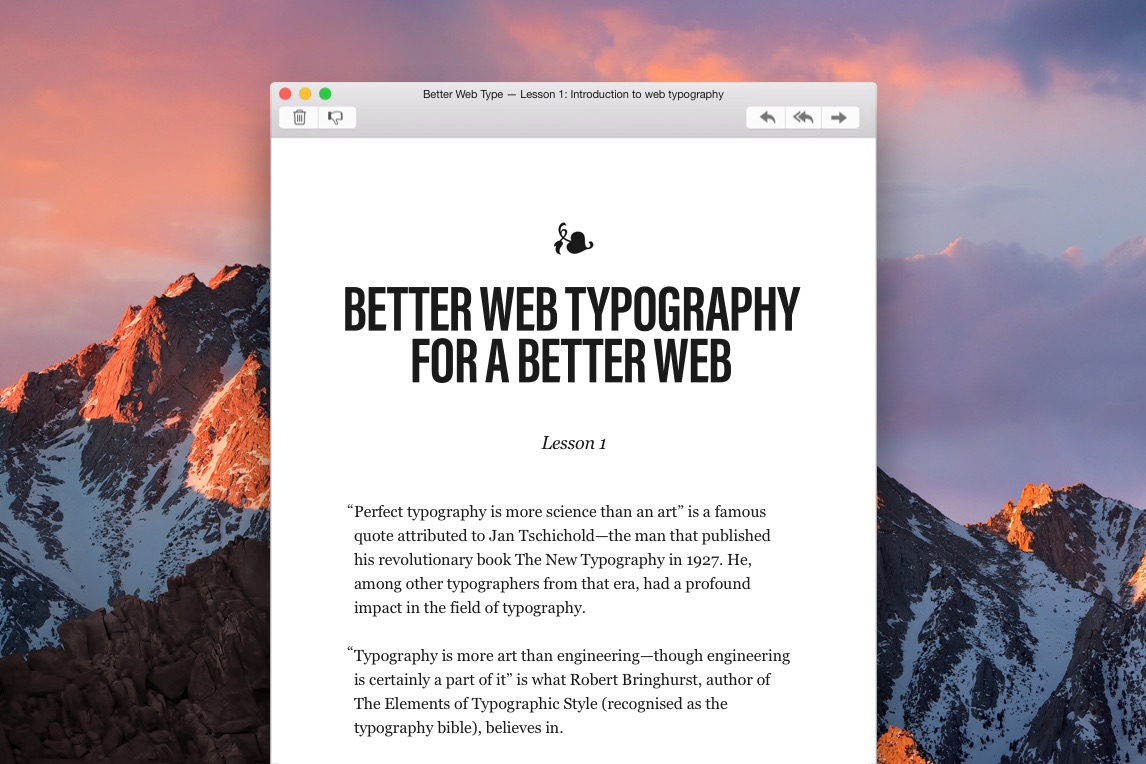 Better Web Type — Lesson 1: Introduction to web typography
BETTER WEB TYPOGRAPHY
FOR A BETTER WEB
Lesson 1
“Perfect typography is more science than an art” is a famous
quote attributed to Jan Tschichold—the man that published
his revolutionary book The New Typography in 1927. He,
among other typographers from that era, had a profound
impact in the field of typography.
“Typography is more art than engineering—though engineering
is certainly a part of it” is what Robert Bringhurst, author of
The Elements of Typographic Style (recognised as the
typography bible), believes in.